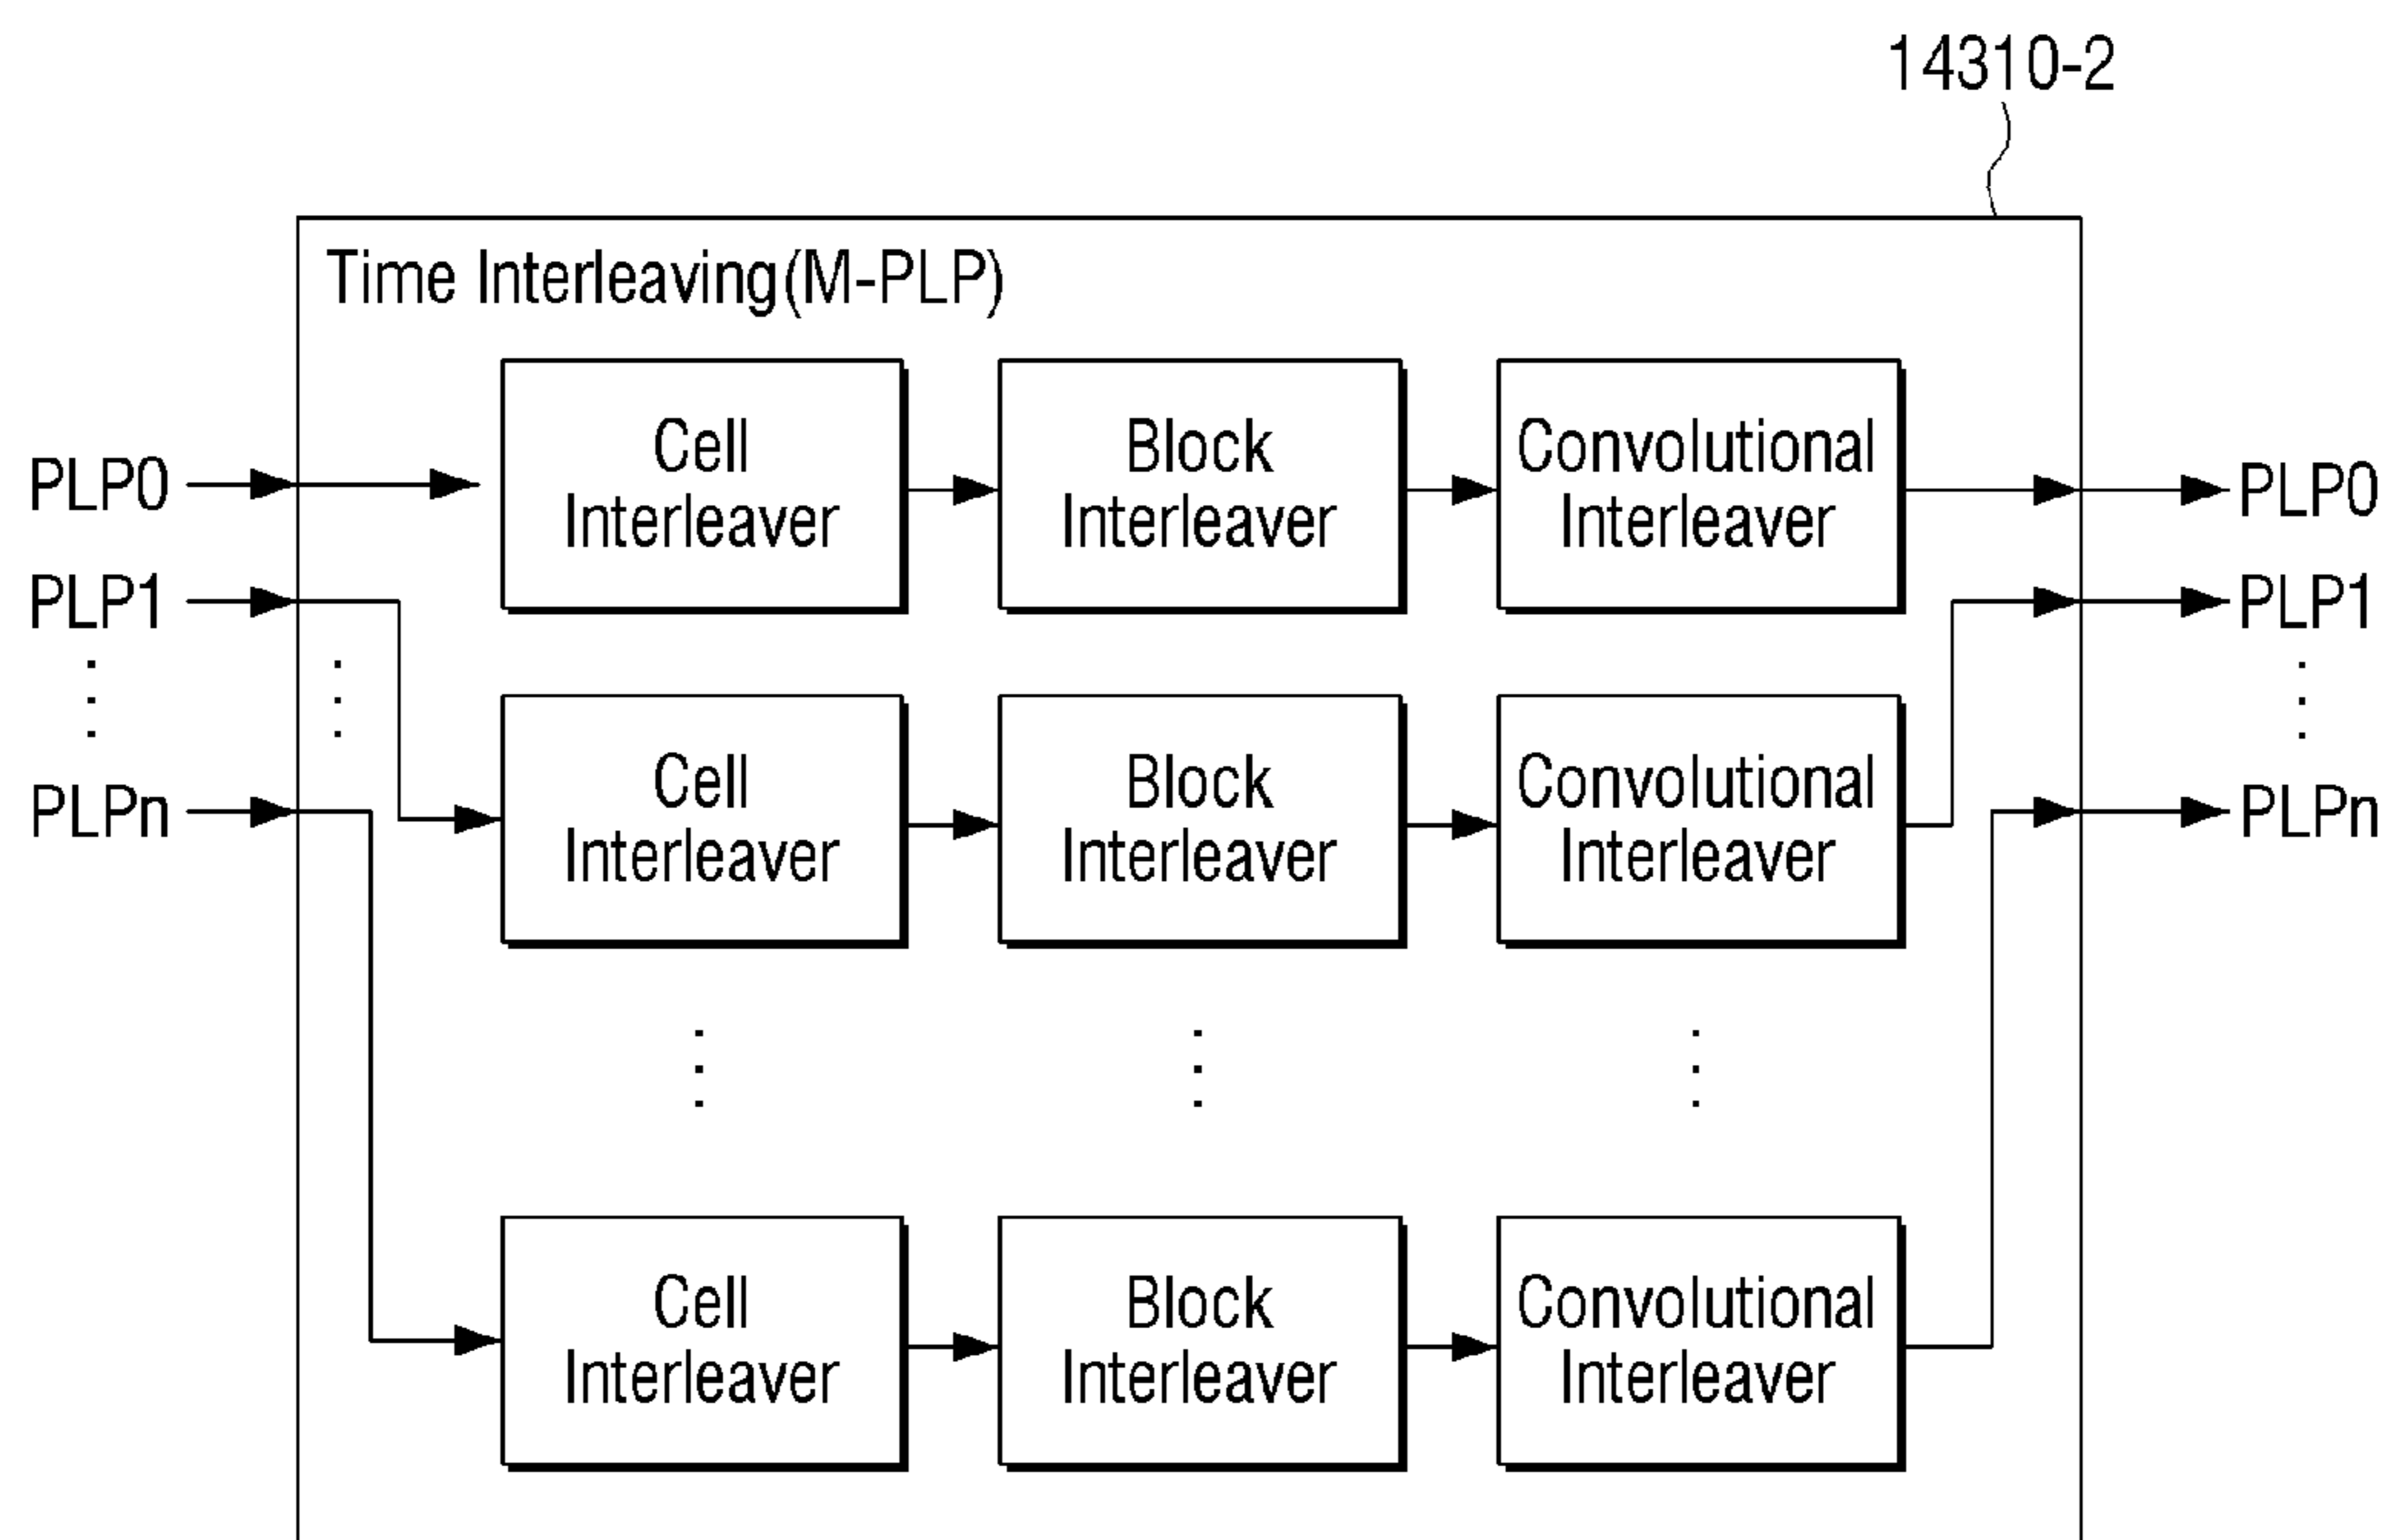 14310-2
Time Interleaving(M-PLP)
Cell
Interleaver
Block
Interleaver
Convolutional
Interleaver
PLP0
PLP0
PLP1
PLP1
Cell
Interleaver
Block
Interleaver
Convolutional
Interleaver
PLPn
PLPn
Cell
Interleaver
Block
Interleaver
Convolutional
Interleaver